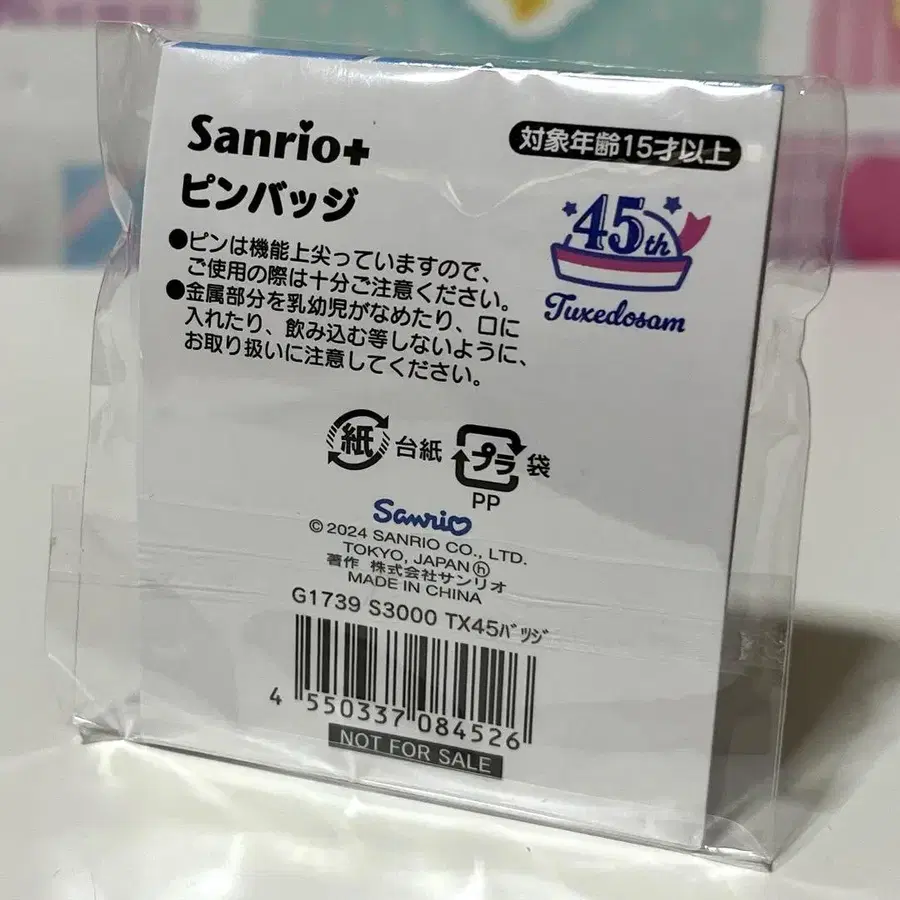 Sanrio+
対象年齢15才以上
ピンバッジ
●ピンは機能上尖っていますので、
ご使用の際は十分ご注意ください。
●金属部分を乳幼児がなめたり、口に
入れたり、飲み込む等しないように、
お取り扱いに注意してください。
45th
Tuxedosam
紙 台紙 プラ 袋
PP
Sanrio
© 2024 SANRIO CO., LTD.
TOKYO, JAPAN ⓗ
著作 株式会社サンリオ
MADE IN CHINA
G1739 S3000 TX45ﾊﾞﾂｼﾞ
4 550337 084526
NOT FOR SALE